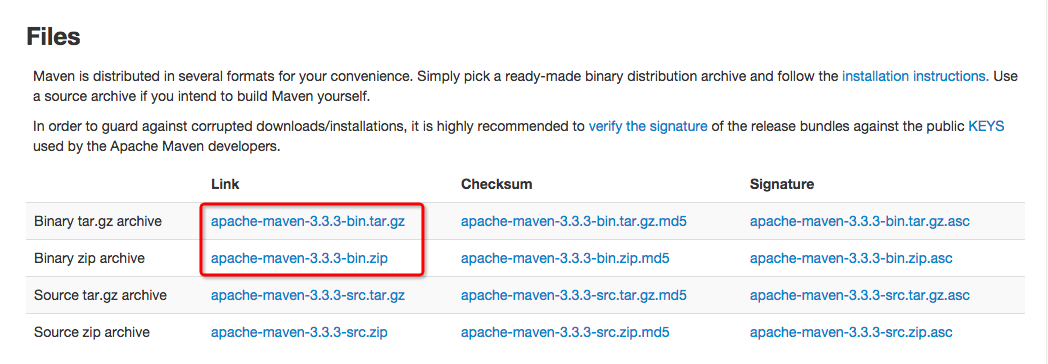 Files
Maven is distributed in several formats for your convenience. Simply pick a ready-made binary distribution archive and follow the installation instructions. Use
a source archive if you intend to build Maven yourself.
In order to guard against corrupted downloads/installations, it is highly recommended to verify the signature of the release bundles against the public KEYS
used by the Apache Maven developers.
Link Checksum Signature
Binary tar.gz archive apache-maven-3.3.3-bin.tar.gz apache-maven-3.3.3-bin.tar.gz.md5 apache-maven-3.3.3-bin.tar.gz.asc
Binary zip archive apache-maven-3.3.3-bin.zip apache-maven-3.3.3-bin.zip.md5 apache-maven-3.3.3-bin.zip.asc
Source tar.gz archive apache-maven-3.3.3-src.tar.gz apache-maven-3.3.3-src.tar.gz.md5 apache-maven-3.3.3-src.tar.gz.asc
Source zip archive apache-maven-3.3.3-src.zip apache-maven-3.3.3-src.zip.md5 apache-maven-3.3.3-src.zip.asc